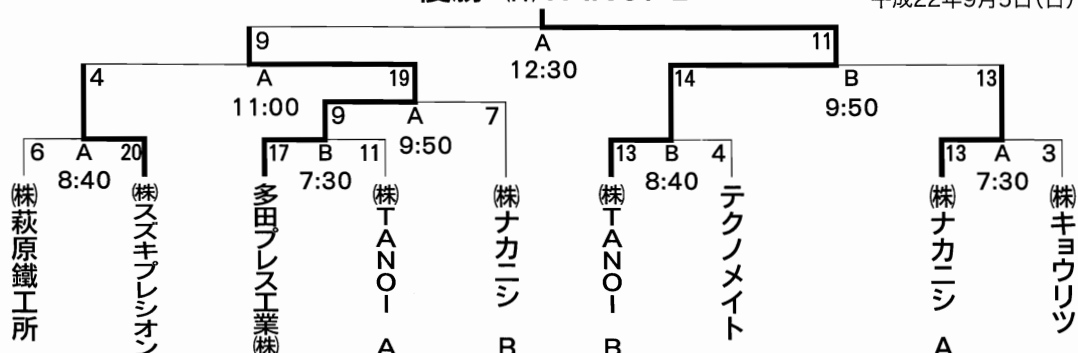 平成22年9月5日(日)
9
A
12:30
11
4
A
11:00
19
14
B
9:50
13
9
A
9:50
7
6
A
8:40
20
17
B
7:30
11
13
B
8:40
4
13
A
7:30
3
㈱萩原鐵工所
㈱スズキプレシオン
多田プレス工業㈱
㈱TANOI A
㈱ナカニシ B
㈱TANOI B
テクノメイト
㈱ナカニシ A
㈱キョウリツ